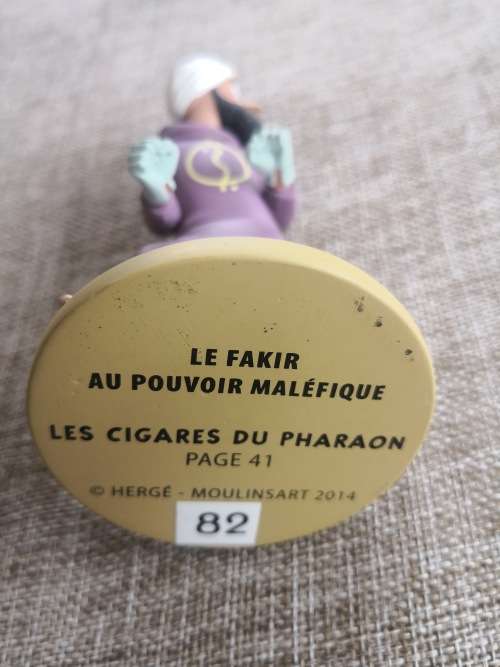 LE FAKIR
AU POUVOIR MALÉFIQUE
LES CIGARES DU PHARAON
PAGE 41
© HERGÉ - MOULINSART 2014
82